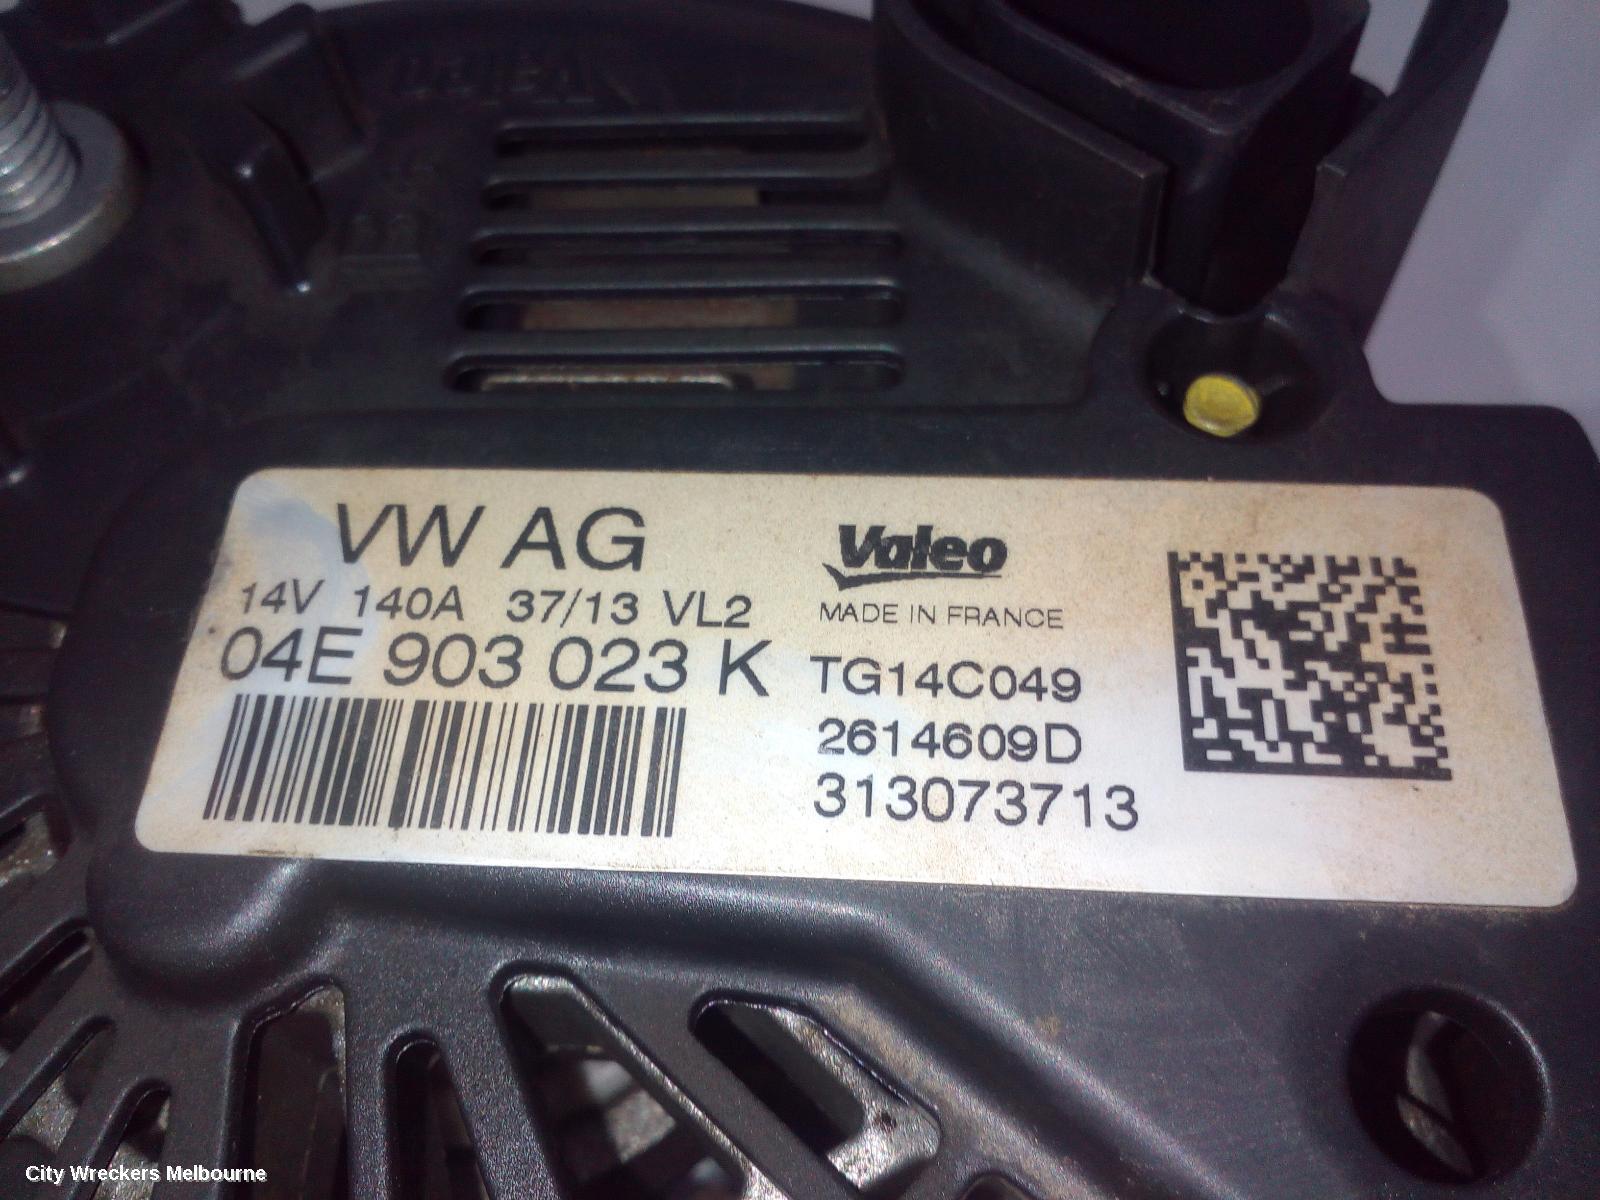 VW AG
14V 140A 37/13 VL2
04E 903 023 K
Valeo
MADE IN FRANCE
TG14C049
2614609D
313073713
City Wreckers Melbourne